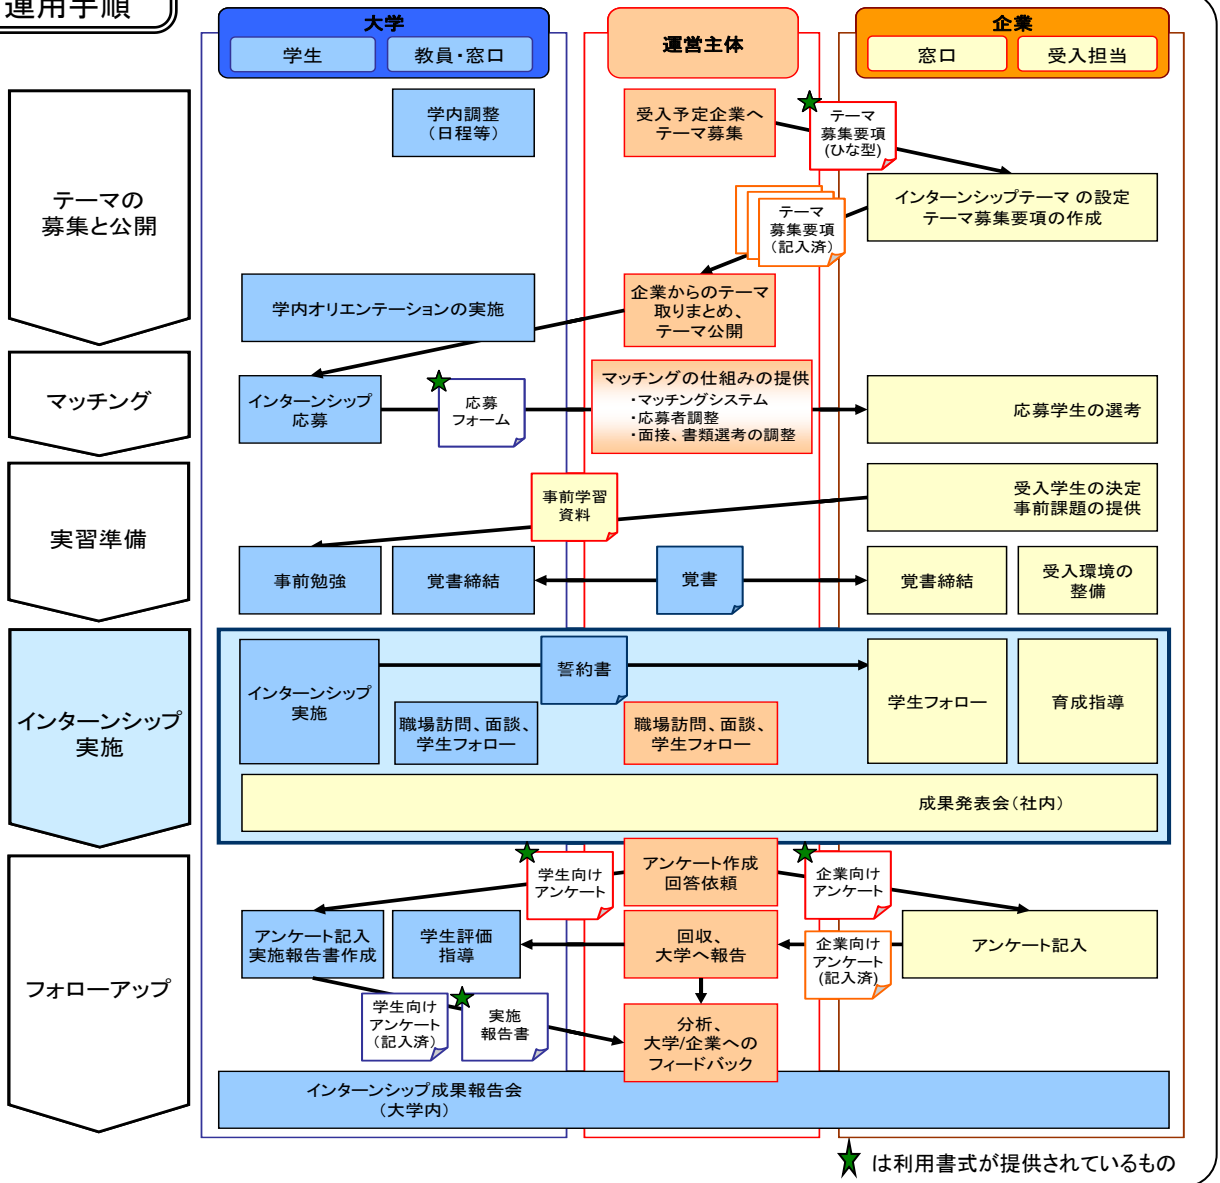 運用手順
大学
学生
教員・窓口
運営主体
企業
窓口
受入担当
テーマの
募集と公開
学内調整
（日程等）
受入予定企業へ
テーマ募集
テーマ
募集要項
(ひな型)
インターンシップテーマ の設定
テーマ募集要項の作成
テーマ
募集要項
（記入済）
学内オリエンテーションの実施
企業からのテーマ
取りまとめ、
テーマ公開
マッチング
インターンシップ
応募
応募
フォーム
マッチングの仕組みの提供
・マッチングシステム
・応募者調整
・面接、書類選考の調整
応募学生の選考
実習準備
事前学習
資料
受入学生の決定
事前課題の提供
事前勉強
覚書締結
覚書
覚書締結
受入環境の
整備
インターンシップ
実施
インターンシップ
実施
誓約書
職場訪問、面談、
学生フォロー
職場訪問、面談、
学生フォロー
学生フォロー
育成指導
成果発表会（社内）
フォローアップ
学生向け
アンケート
アンケート作成
回答依頼
企業向け
アンケート
アンケート記入
実施報告書作成
学生評価
指導
回収、
大学へ報告
企業向け
アンケート
(記入済)
アンケート記入
学生向け
アンケート
（記入済）
実施
報告書
分析、
大学/企業への
フィードバック
インターンシップ成果報告会
（大学内）
は利用書式が提供されているもの